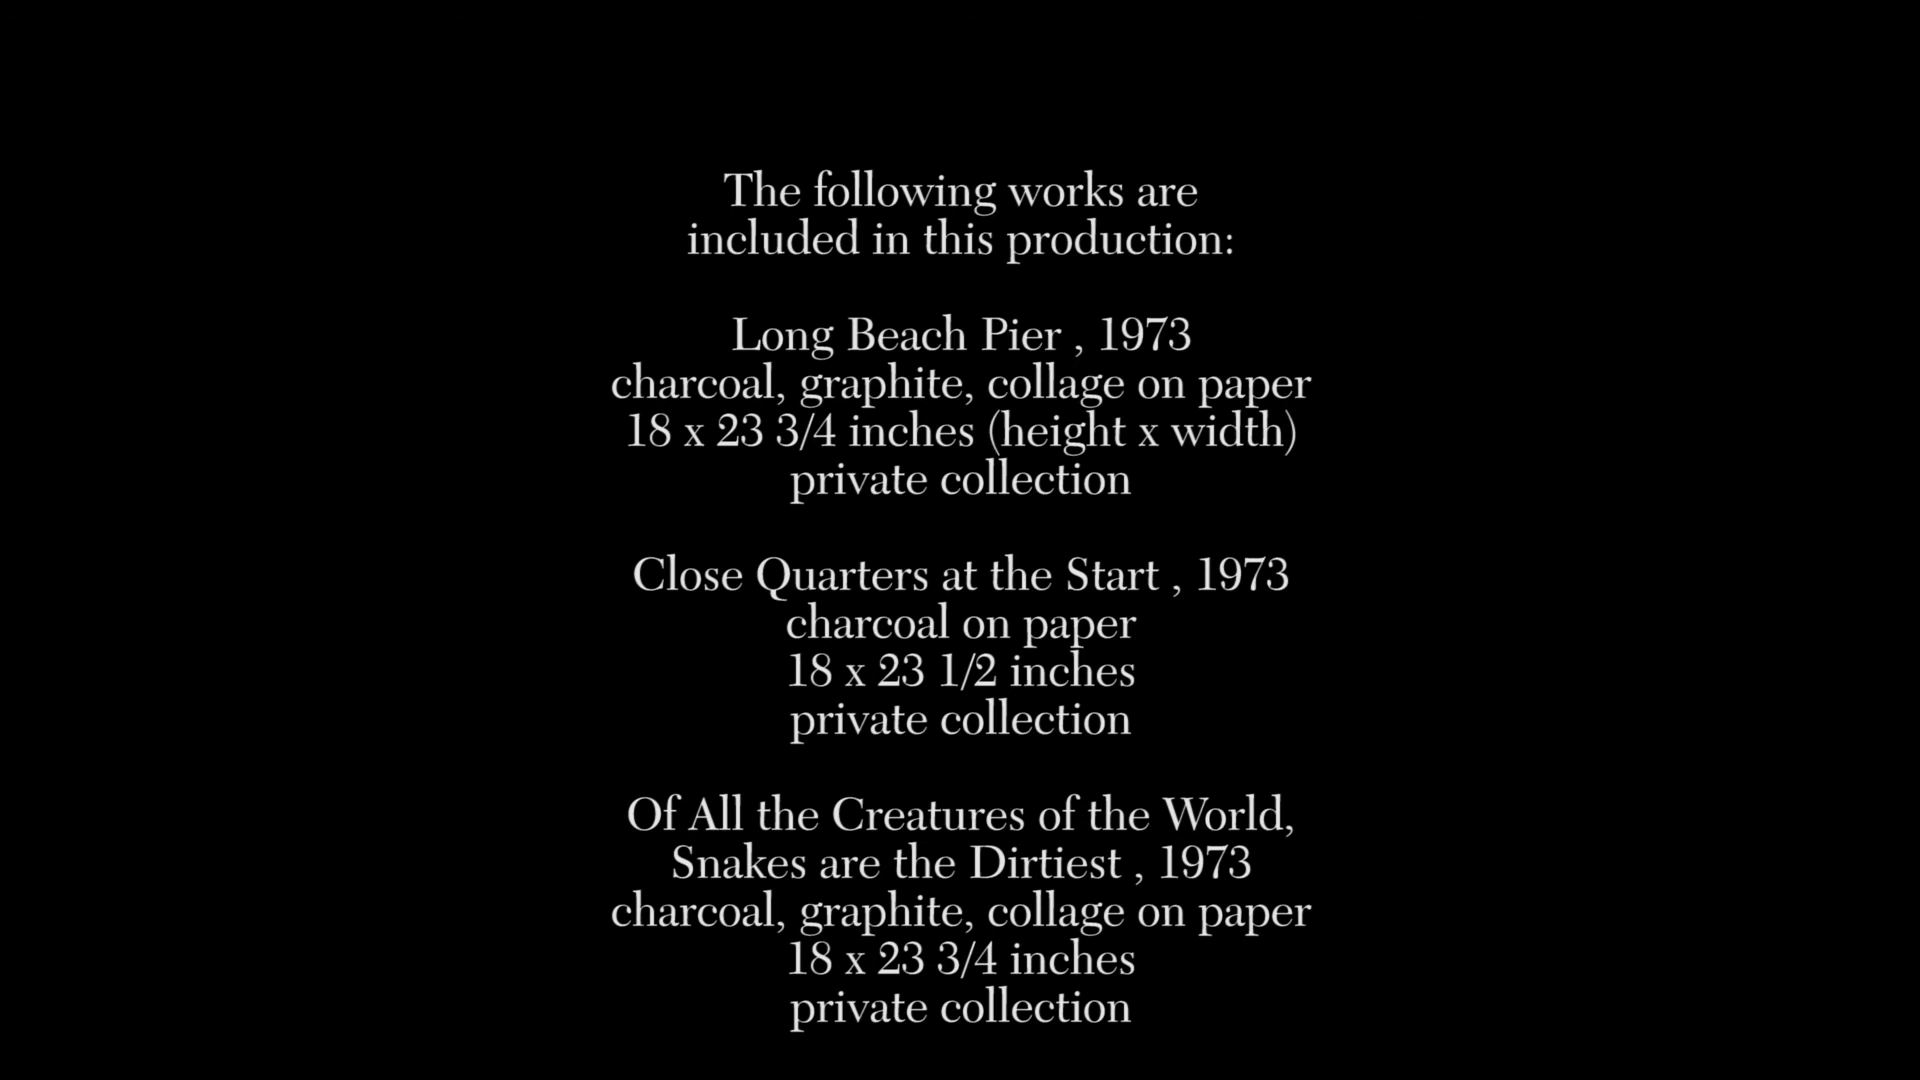 The following works are
included in this production:
Long Beach Pier , 1973
charcoal, graphite, collage on paper
18 x 23 3/4 inches (height x width)
private collection
Close Quarters at the Start , 1973
charcoal on paper
18 x 23 1/2 inches
private collection
Of All the Creatures of the World,
Snakes are the Dirtiest , 1973
charcoal, graphite, collage on paper
18 x 23 3/4 inches
private collection